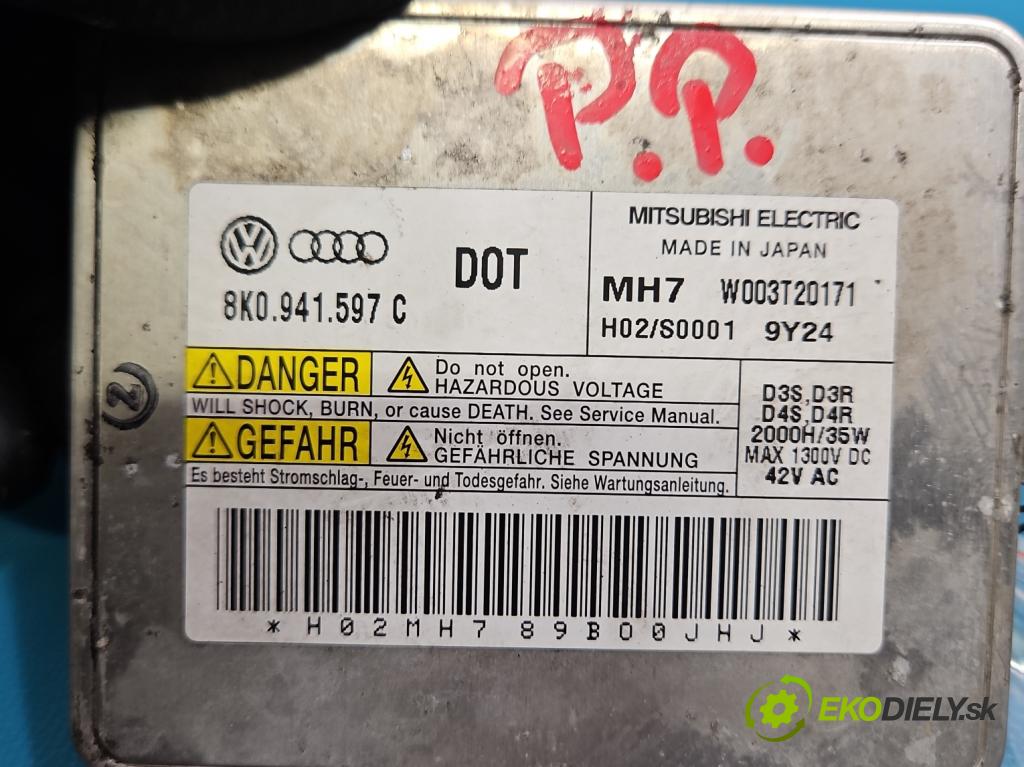 P.P.
MITSUBISHI ELECTRIC
MADE IN JAPAN
DOT
8K0.941.597 C
MH7 W003T20171
H02/S0001 9Y24
DANGER Do not open.
HAZARDOUS VOLTAGE
WILL SHOCK, BURN, or cause DEATH. See Service Manual.
GEFAHR Nicht öffnen.
GEFÄHRLICHE SPANNUNG
Es besteht Stromschlag-, Feuer- und Todesgefahr. Siehe Wartungsanleitung.
D3S,D3R
D4S,D4R
2000H/35W
MAX 1300V DC
42V AC
*H02MH789B00JHJ*
2
EKODIELY.sk